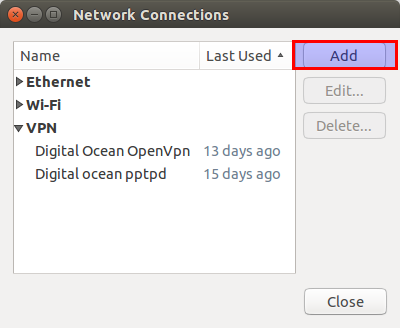 Network Connections
Name Last Used Add
Ethernet Edit...
Wi-Fi
VPN Delete...
Digital Ocean OpenVpn 13 days ago
Digital ocean pptpd 15 days ago
Close